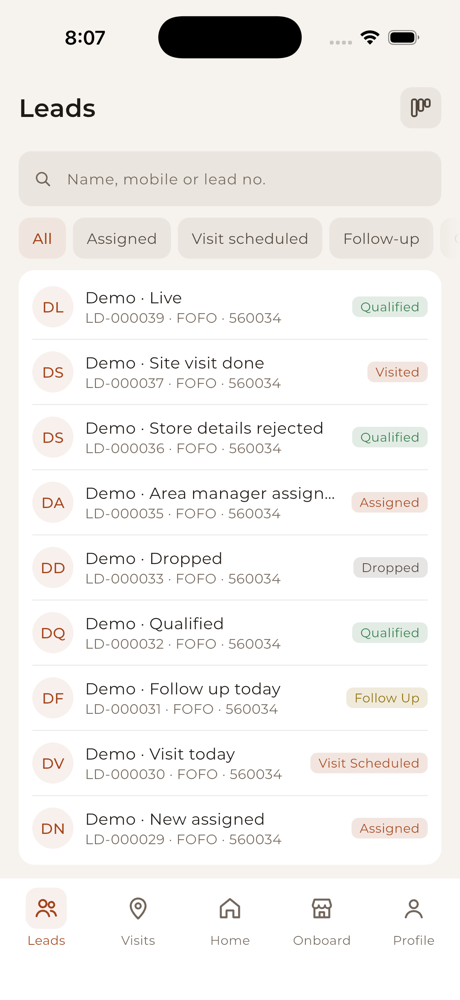 8:07
Leads
Name, mobile or lead no.
All
Assigned
Visit scheduled
Follow-up
DL
Demo · Live
LD-000039 · FOFO · 560034
Qualified
DS
Demo · Site visit done
LD-000037 · FOFO · 560034
Visited
DS
Demo · Store details rejected
LD-000036 · FOFO · 560034
Qualified
DA
Demo · Area manager assign...
LD-000035 · FOFO · 560034
Assigned
DD
Demo · Dropped
LD-000033 · FOFO · 560034
Dropped
DQ
Demo · Qualified
LD-000032 · FOFO · 560034
Qualified
DF
Demo · Follow up today
LD-000031 · FOFO · 560034
Follow Up
DV
Demo · Visit today
LD-000030 · FOFO · 560034
Visit Scheduled
DN
Demo · New assigned
LD-000029 · FOFO · 560034
Assigned
Leads
Visits
Home
Onboard
Profile